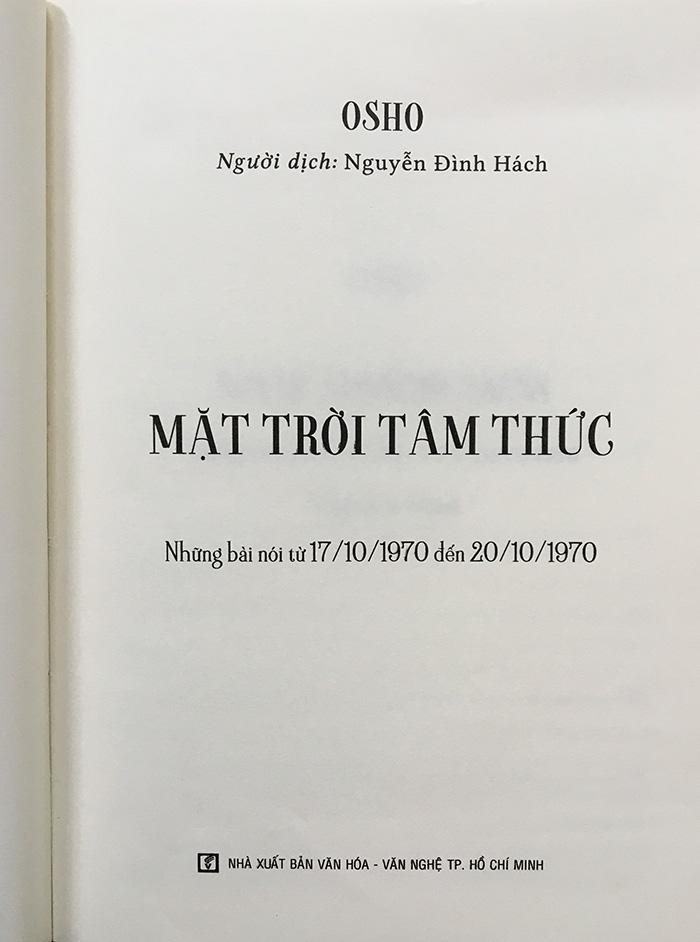 OSHO
Người dịch: Nguyễn Đình Hách
MẶT TRỜI TÂM THỨC
Những bài nói từ 17/10/1970 đến 20/10/1970
NHÀ XUẤT BẢN VĂN HÓA - VĂN NGHỆ TP. HỒ CHÍ MINH